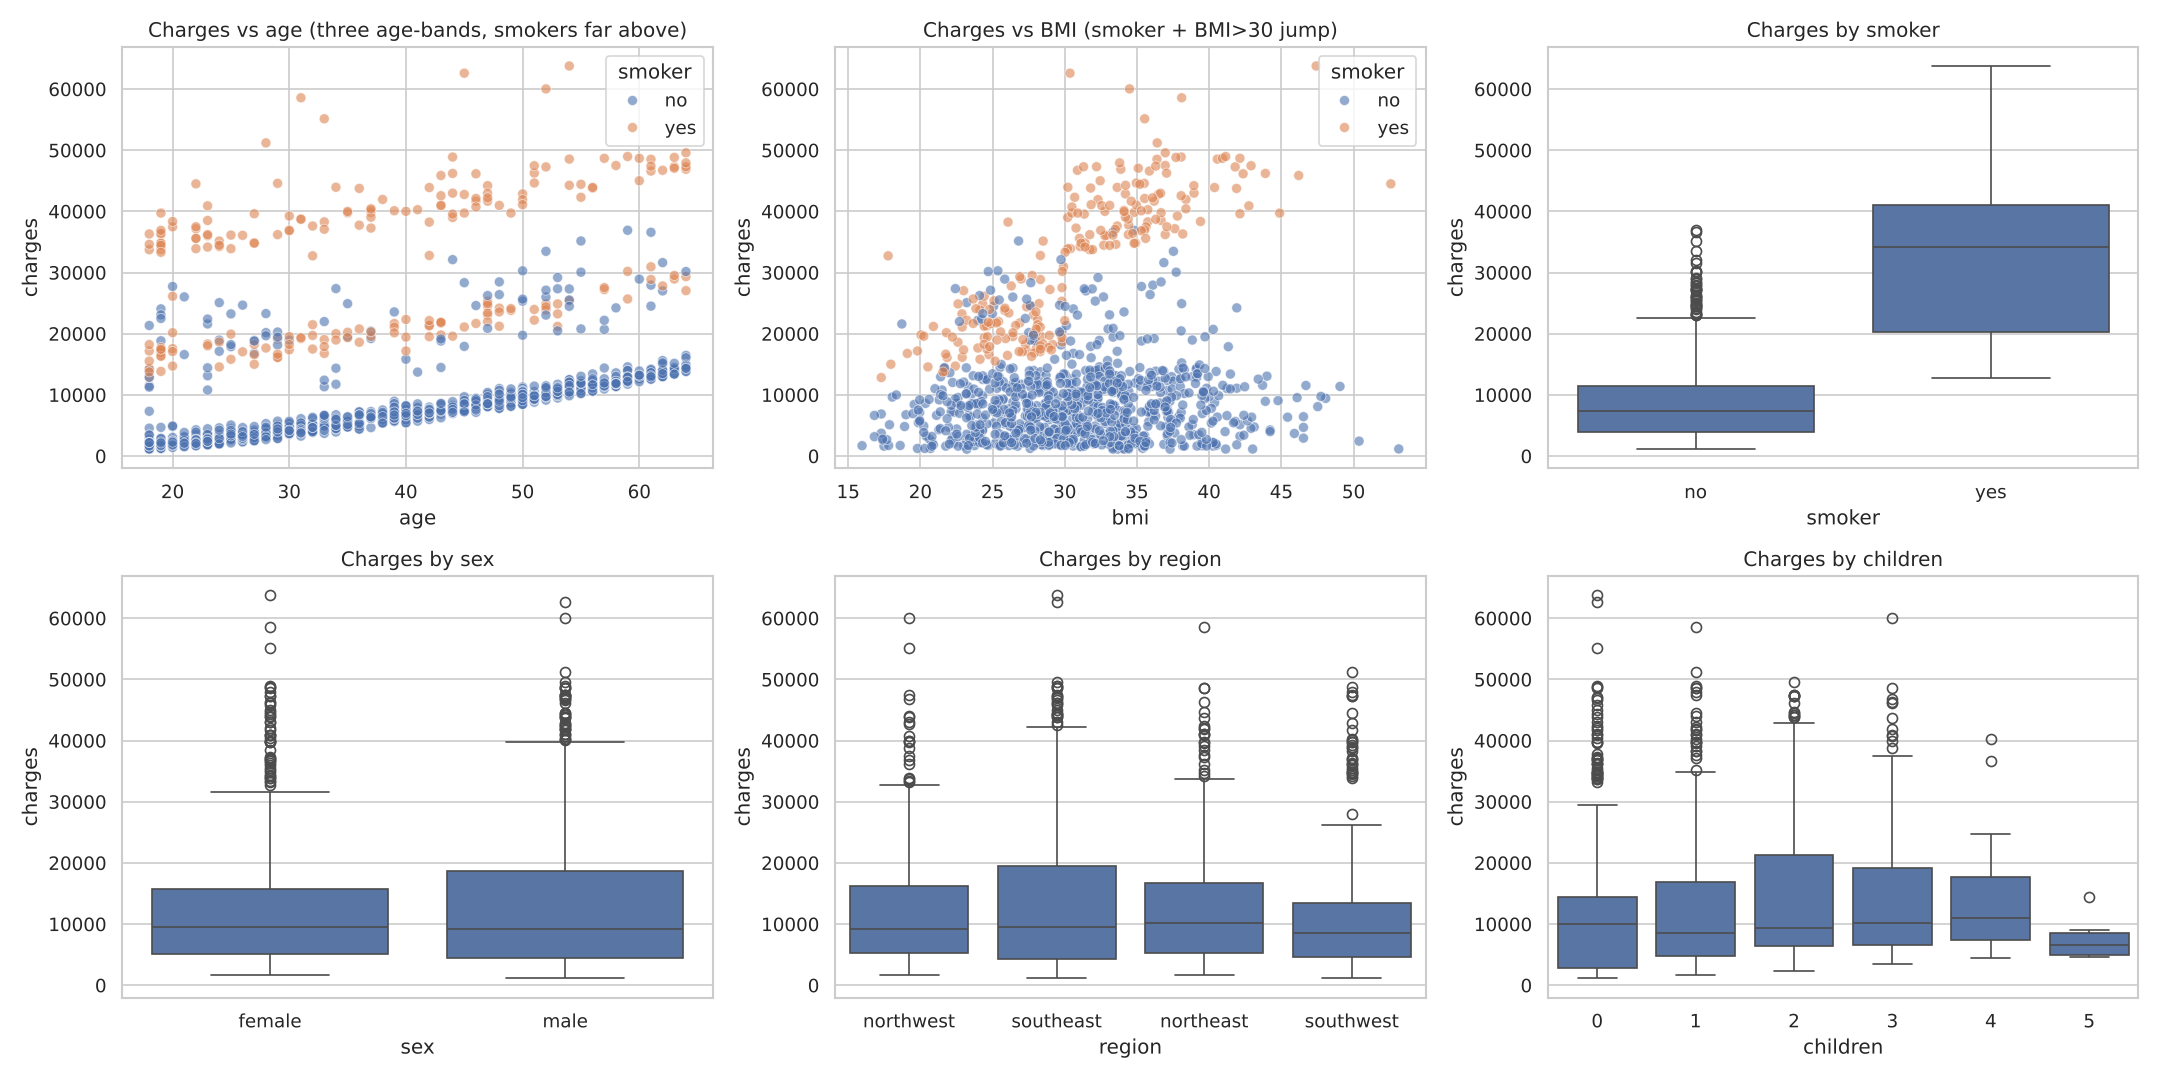 Charges vs age (three age-bands, smokers far above)
charges
60000
50000
40000
30000
20000
10000
0
smoker
no
yes
20 30 40 50 60
age
Charges vs BMI (smoker + BMI>30 jump)
charges
60000
50000
40000
30000
20000
10000
0
smoker
no
yes
15 20 25 30 35 40 45 50
bmi
Charges by smoker
charges
60000
50000
40000
30000
20000
10000
0
no yes
smoker
Charges by sex
charges
60000
50000
40000
30000
20000
10000
0
female male
sex
Charges by region
charges
60000
50000
40000
30000
20000
10000
0
northwest southeast northeast southwest
region
Charges by children
charges
60000
50000
40000
30000
20000
10000
0
0 1 2 3 4 5
children